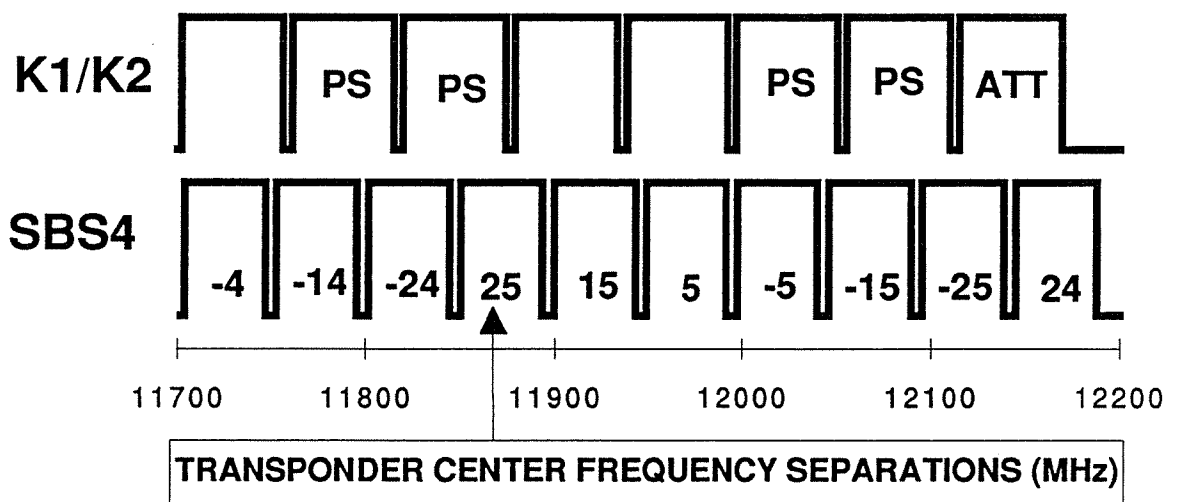 K1/K2 PS PS PS PS ATT
SBS4
-4 -14 -24 25 15 5 -5 -15 -25 24
11700 11800 11900 12000 12100 12200
TRANSPONDER CENTER FREQUENCY SEPARATIONS (MHz)